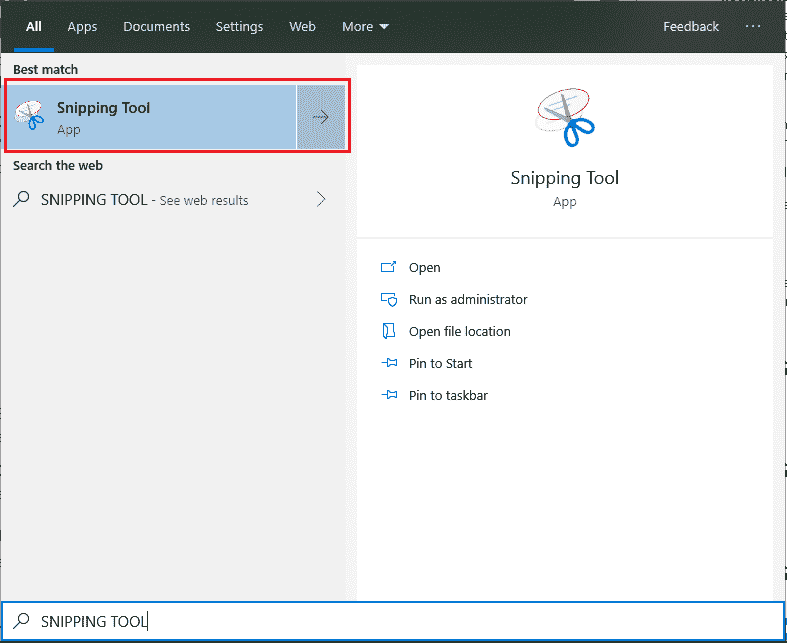 All Apps Documents Settings Web More Feedback ...
Best match
Snipping Tool
App
Search the web
SNIPPING TOOL - See web results
Snipping Tool
App
Open
Run as administrator
Open file location
Pin to Start
Pin to taskbar
SNIPPING TOOL